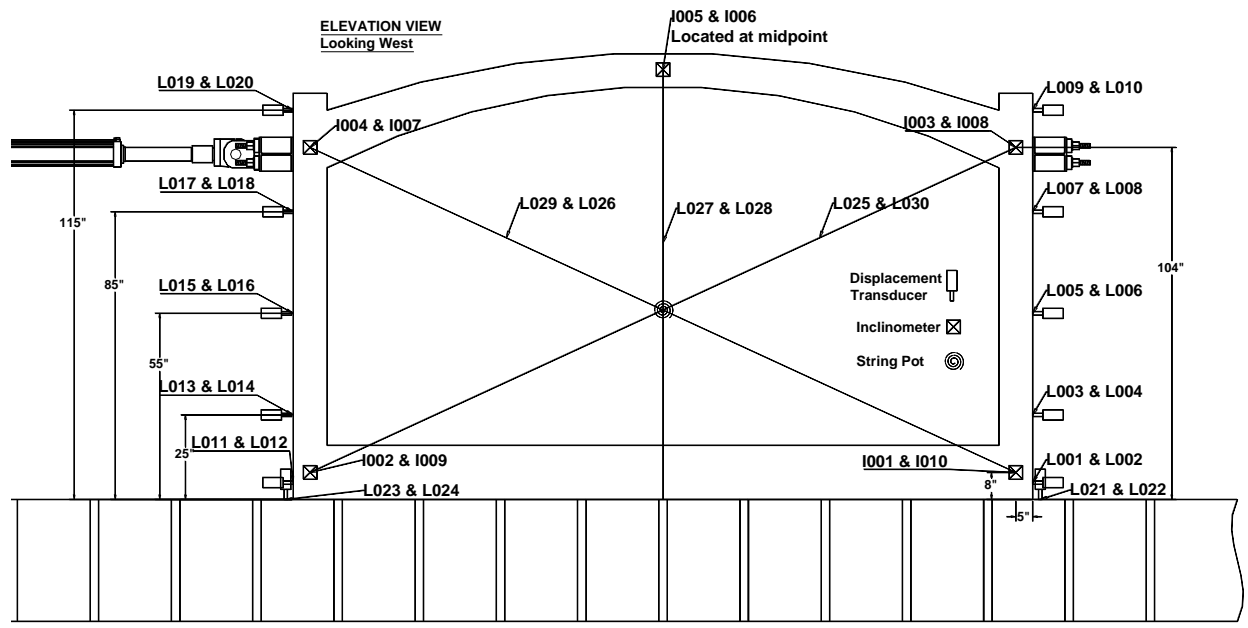 I005 & I006
Located at midpoint
ELEVATION VIEW
Looking West
L019 & L020
L009 & L010
I004 & I007
I003 & I008
L017 & L018
L007 & L008
L029 & L026
L027 & L028
L025 & L030
115"
104"
85"
Displacement
Transducer
L015 & L016
L005 & L006
Inclinometer
55"
String Pot
L013 & L014
L003 & L004
L011 & L012
25"
I002 & I009
I001 & I010
L001 & L002
8"
L023 & L024
L021 & L022
5"